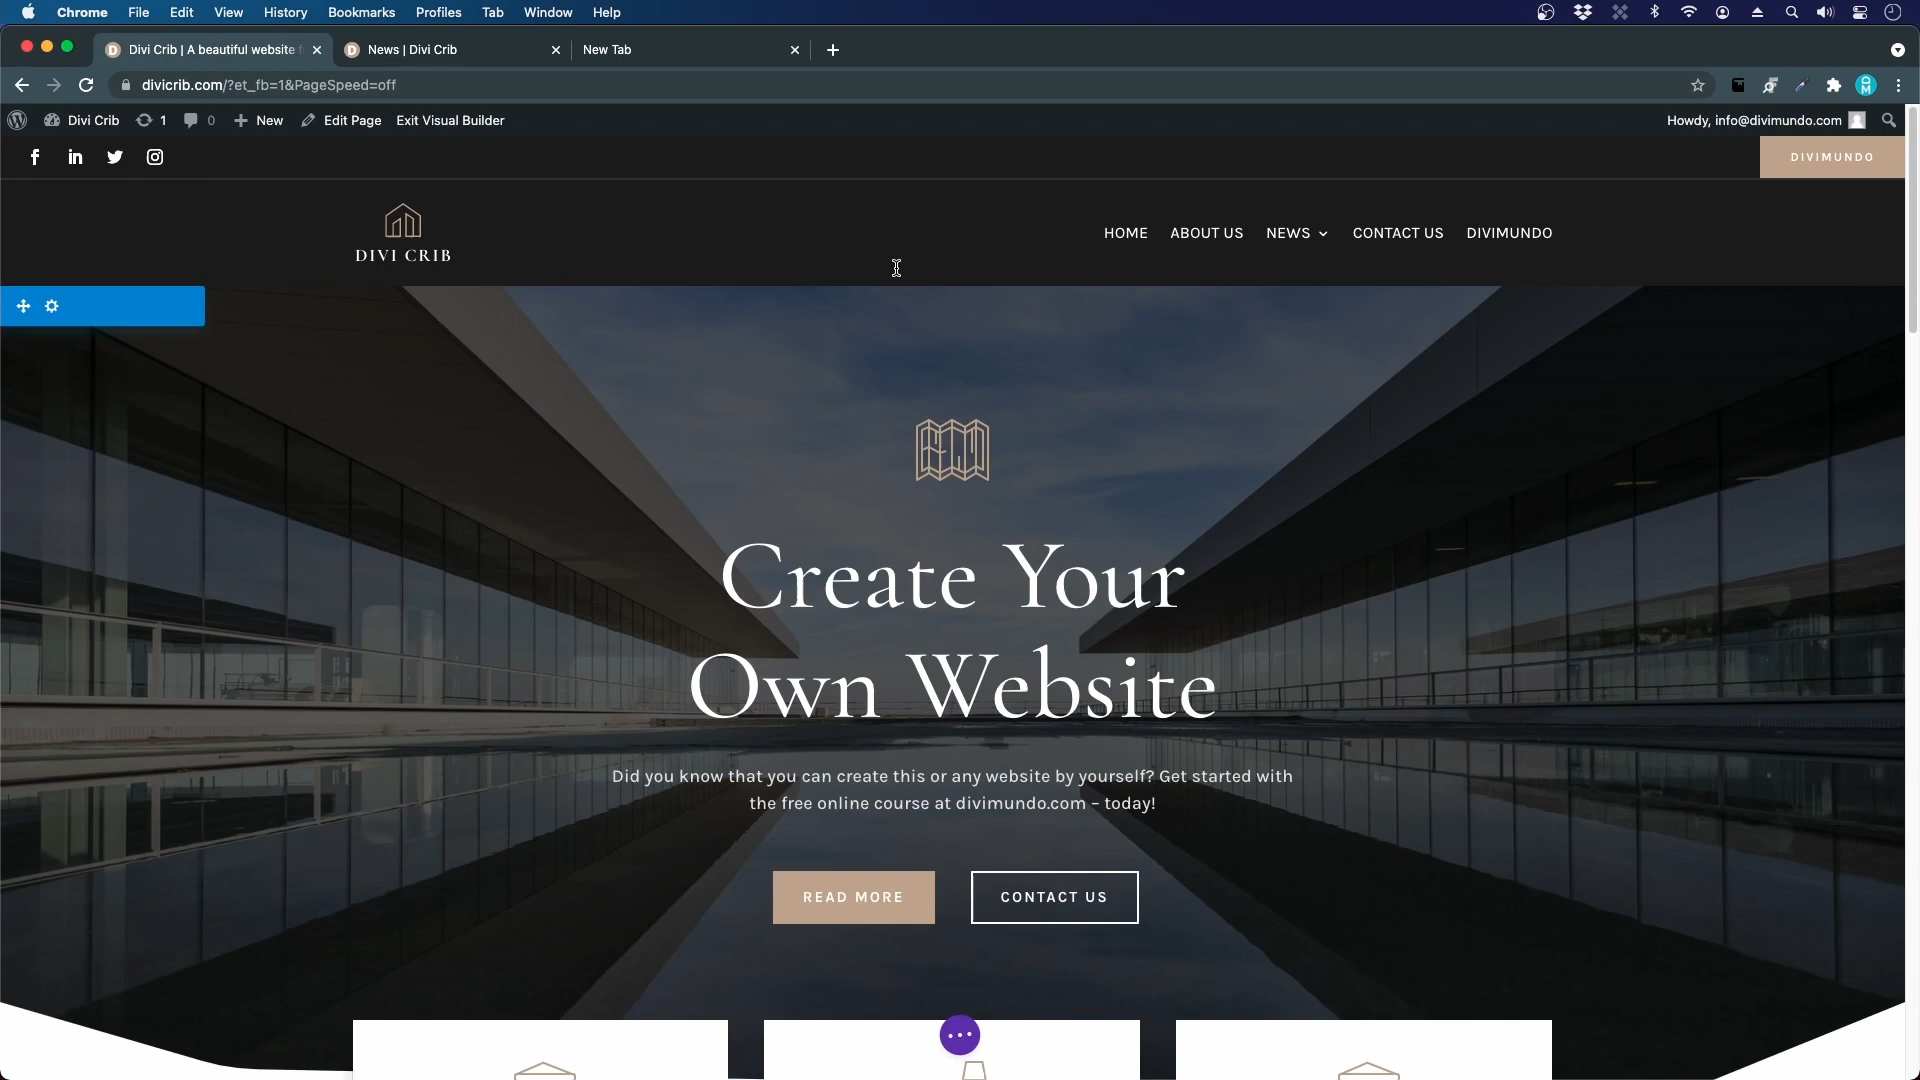 Chrome File Edit View History Bookmarks Profiles Tab Window Help
Divi Crib | A beautiful website f
News | Divi Crib
New Tab
divicrib.com/?et_fb=1&PageSpeed=off
Divi Crib 1 0 New Edit Page Exit Visual Builder
Howdy, info@divimundo.com
DIVIMUNDO
DIVI CRIB
HOME ABOUT US NEWS CONTACT US DIVIMUNDO
Create Your
Own Website
Did you know that you can create this or any website by yourself? Get started with
the free online course at divimundo.com – today!
READ MORE
CONTACT US